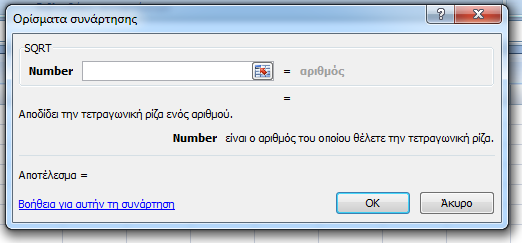 Ορίσματα συνάρτησης
SQRT
Number = αριθμός
=
Αποδίδει την τετραγωνική ρίζα ενός αριθμού.
Number είναι ο αριθμός του οποίου θέλετε την τετραγωνική ρίζα.
Αποτέλεσμα =
Βοήθεια για αυτήν τη συνάρτηση OK Άκυρο